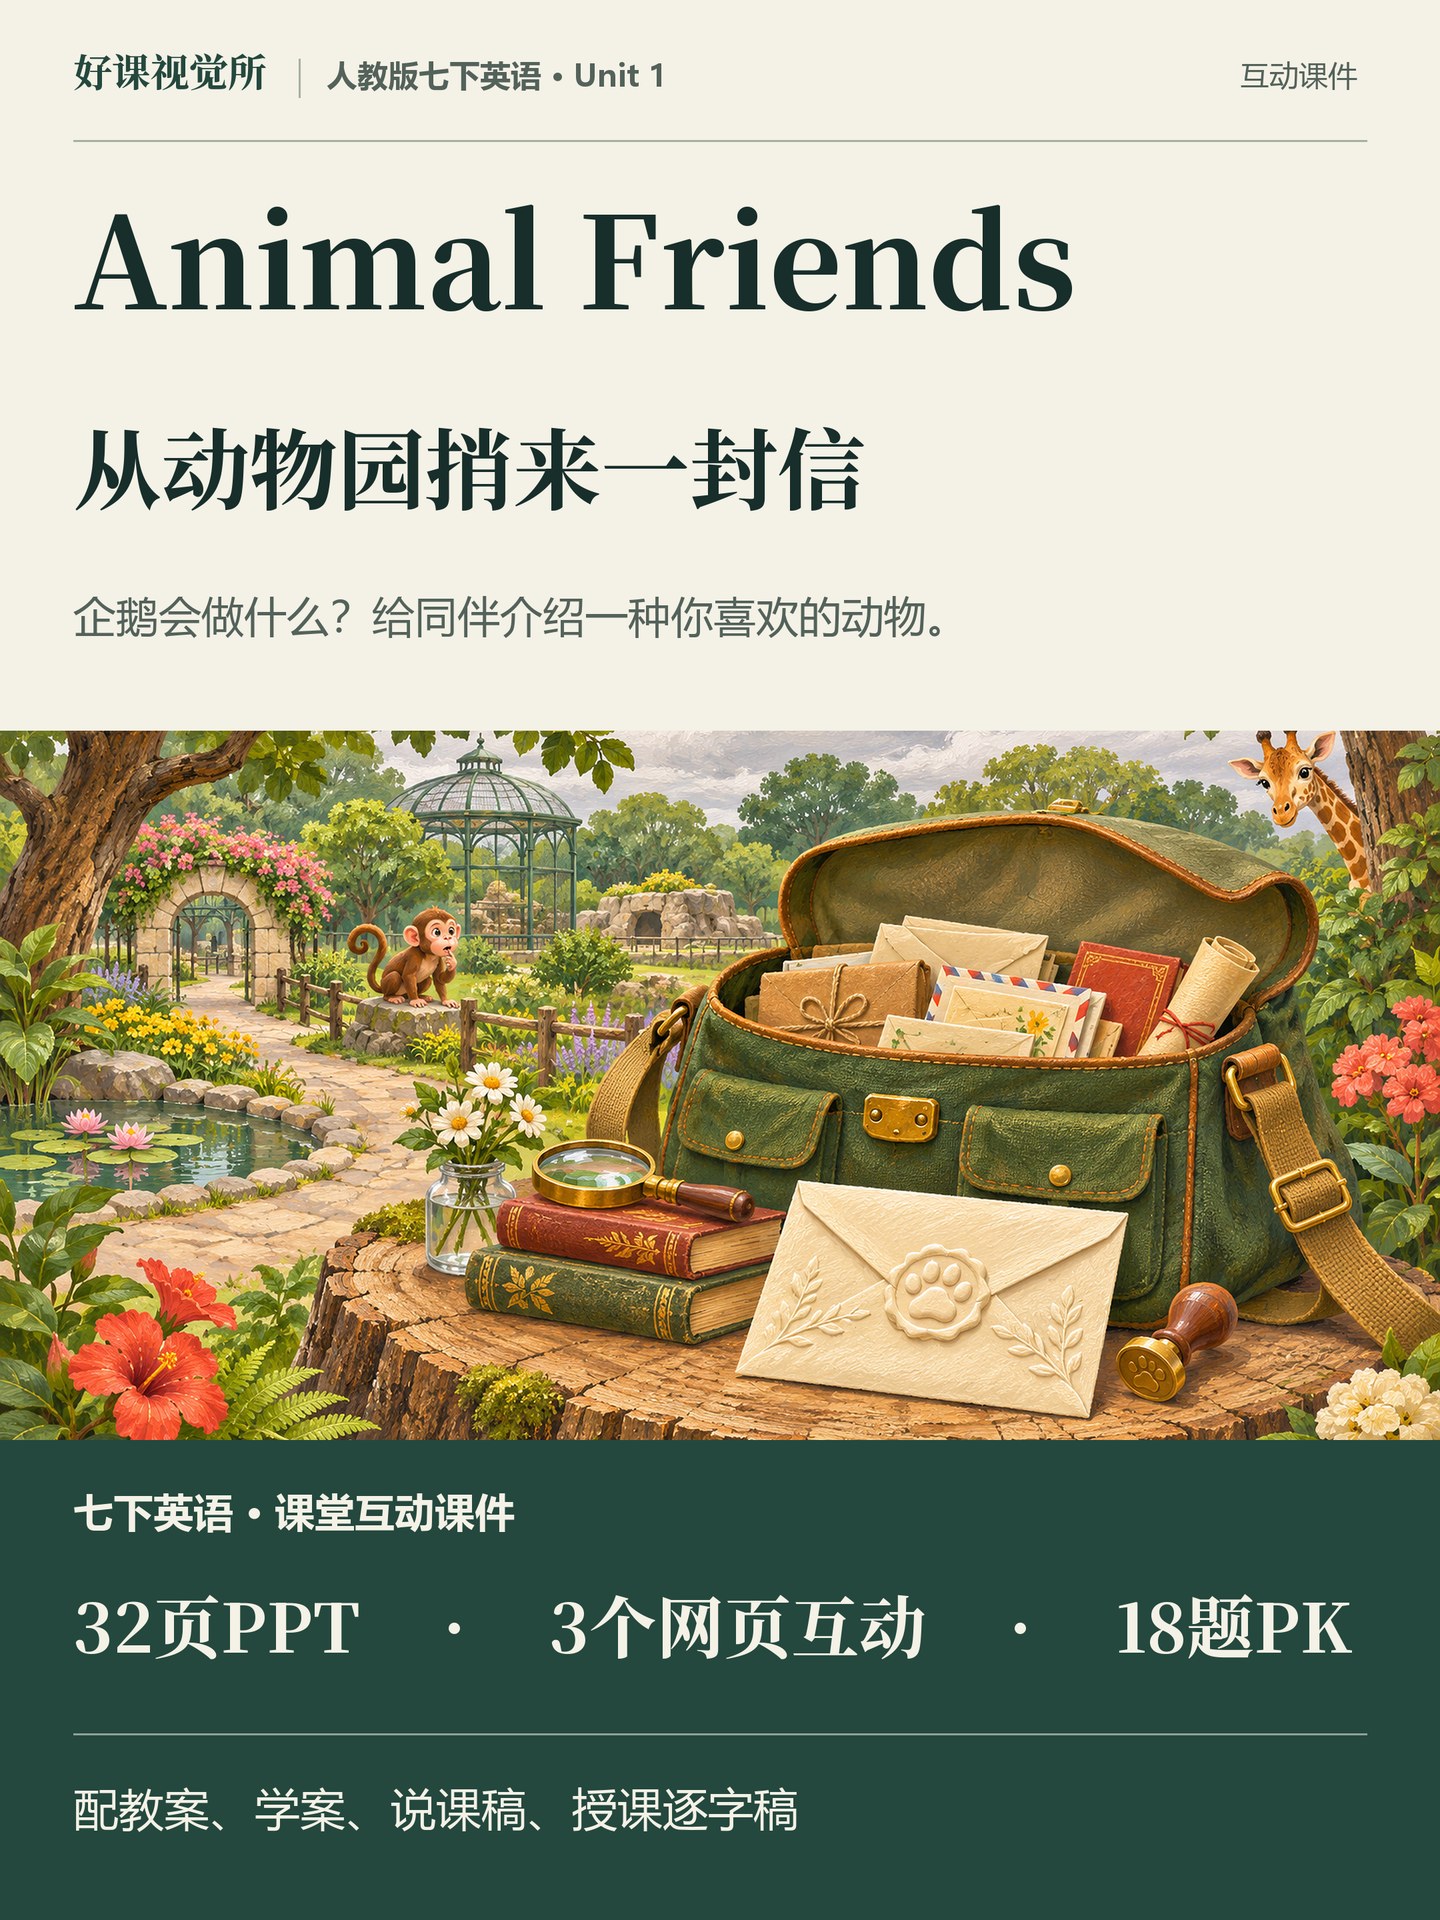 好课视觉所 | 人教版七下英语 • Unit 1
互动课件
Animal Friends
从动物园捎来一封信
企鹅会做什么？给同伴介绍一种你喜欢的动物。
七下英语 • 课堂互动课件
32页PPT · 3个网页互动 · 18题PK
配教案、学案、说课稿、授课逐字稿